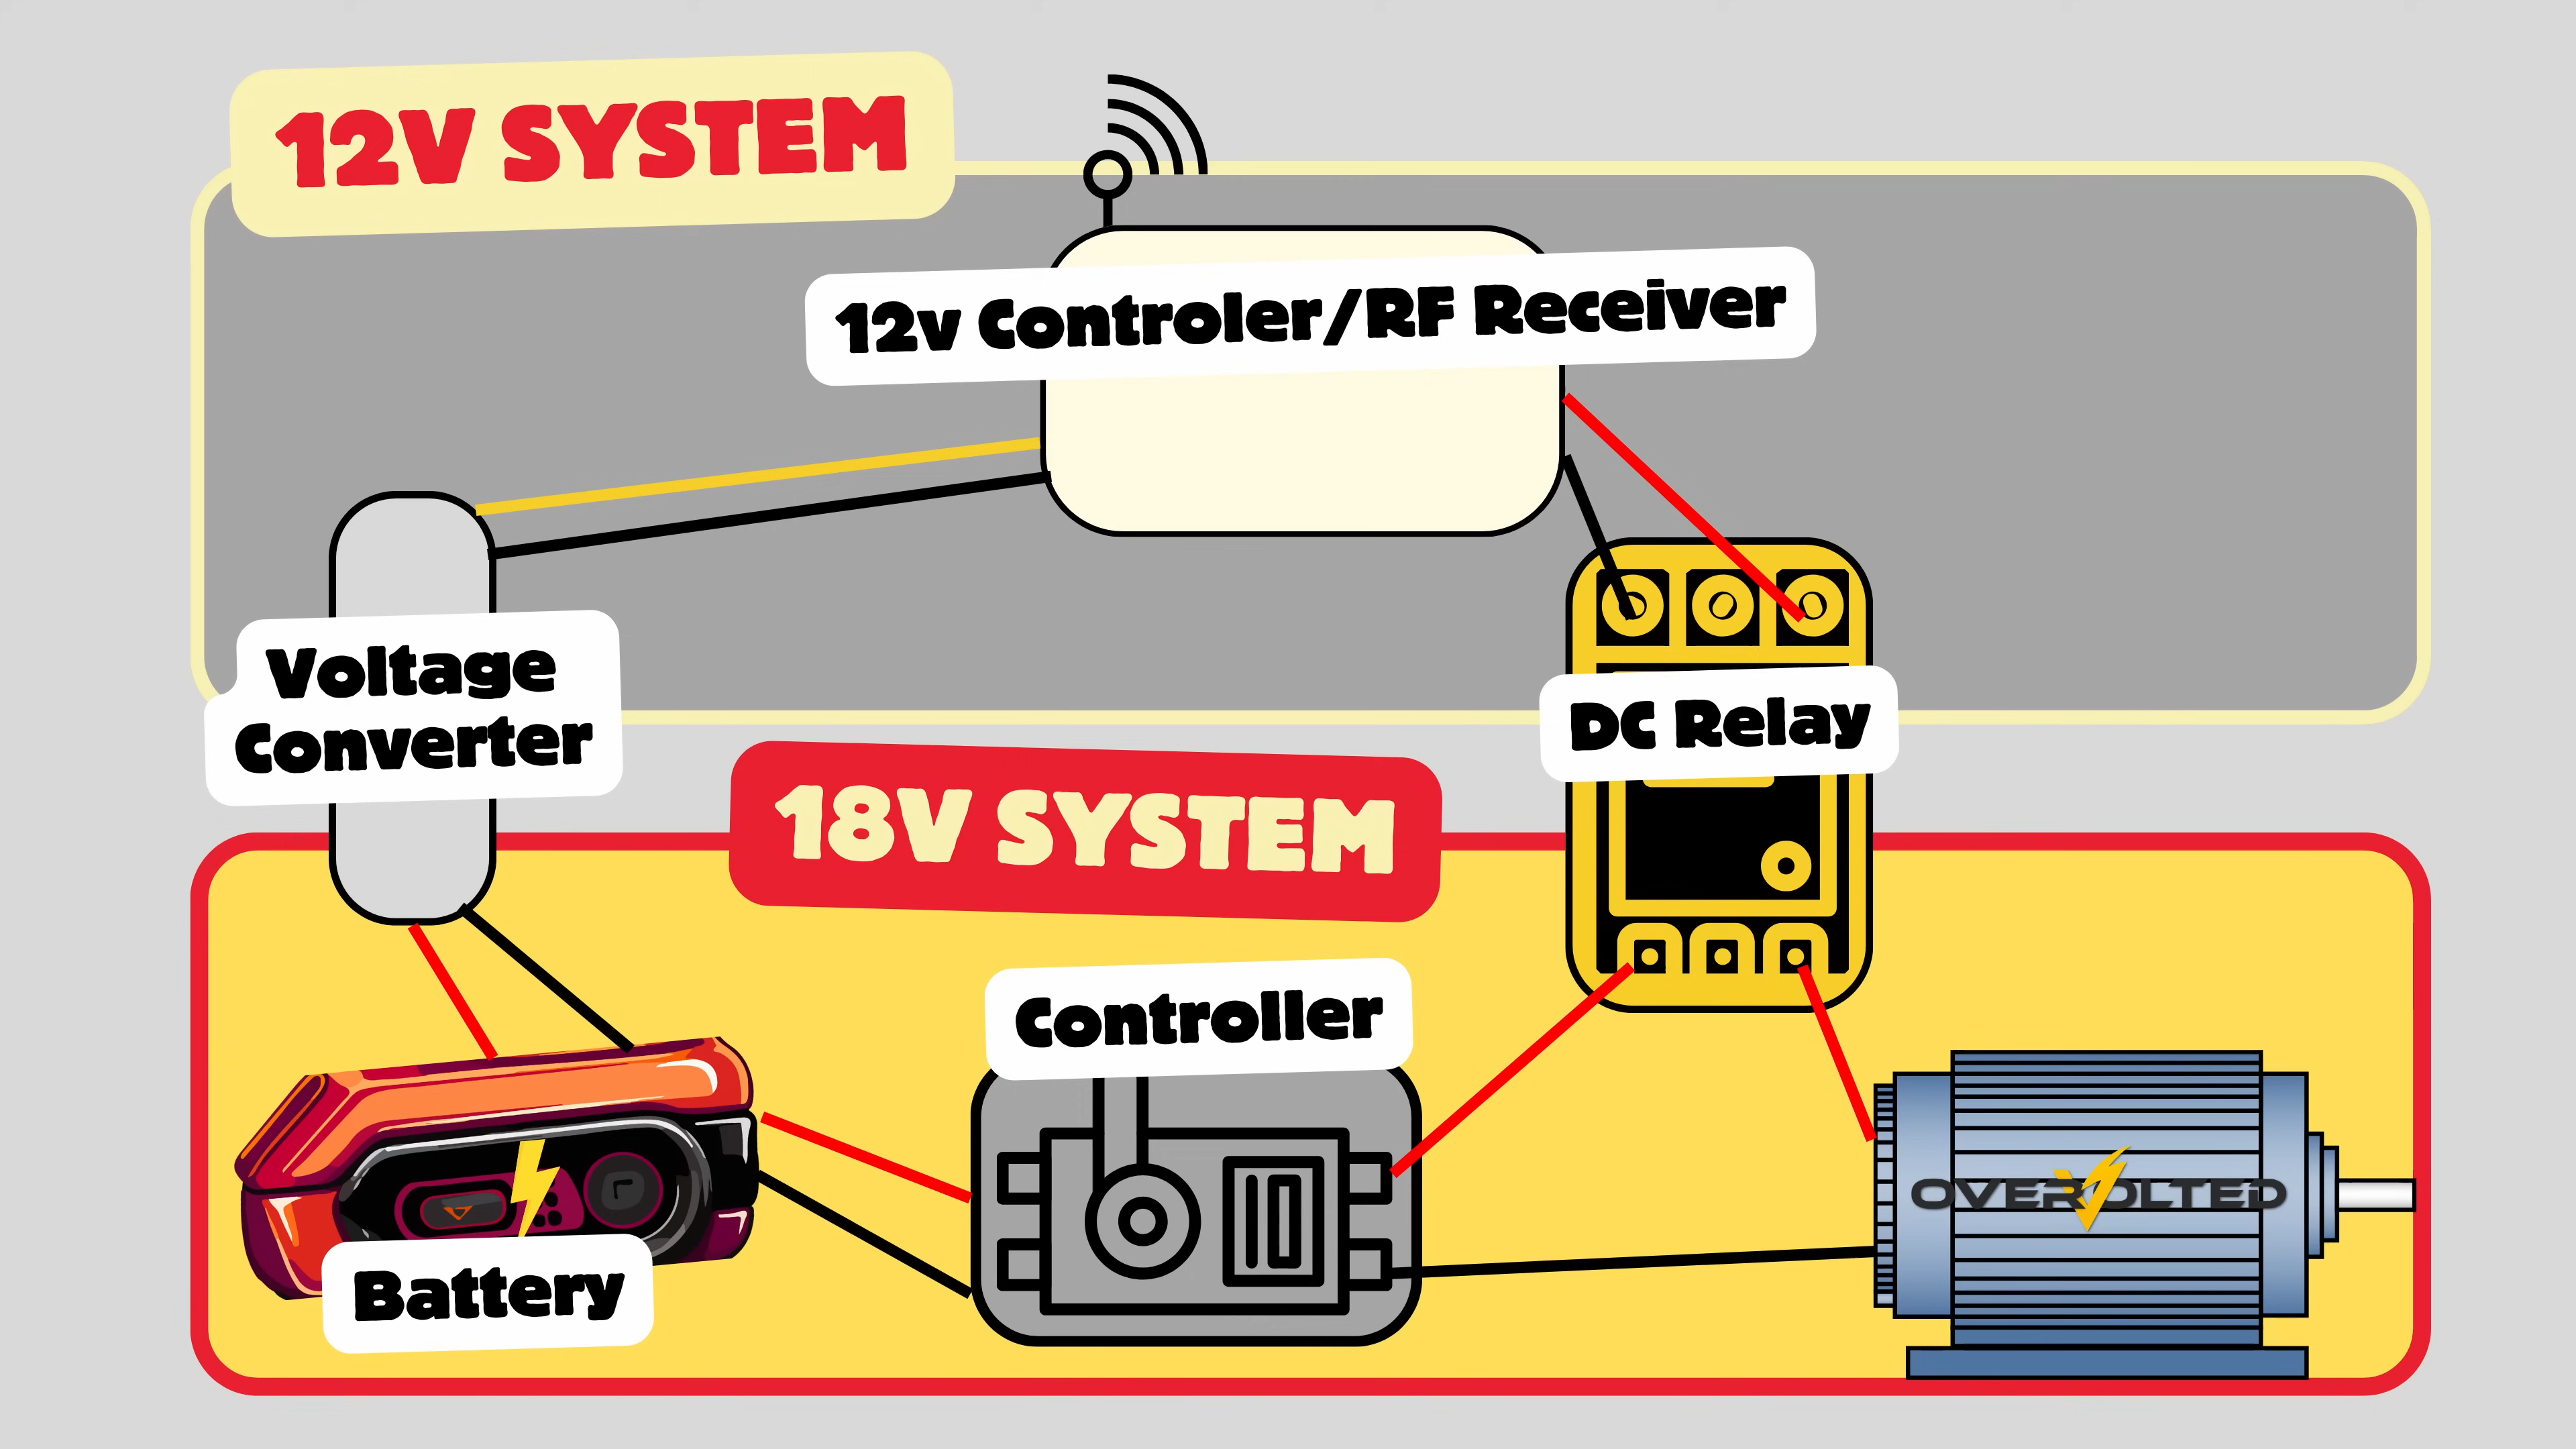 12V SYSTEM
12v Controler/RF Receiver
Voltage
Converter
DC Relay
18V SYSTEM
Controller
OVERVOLTED
Battery